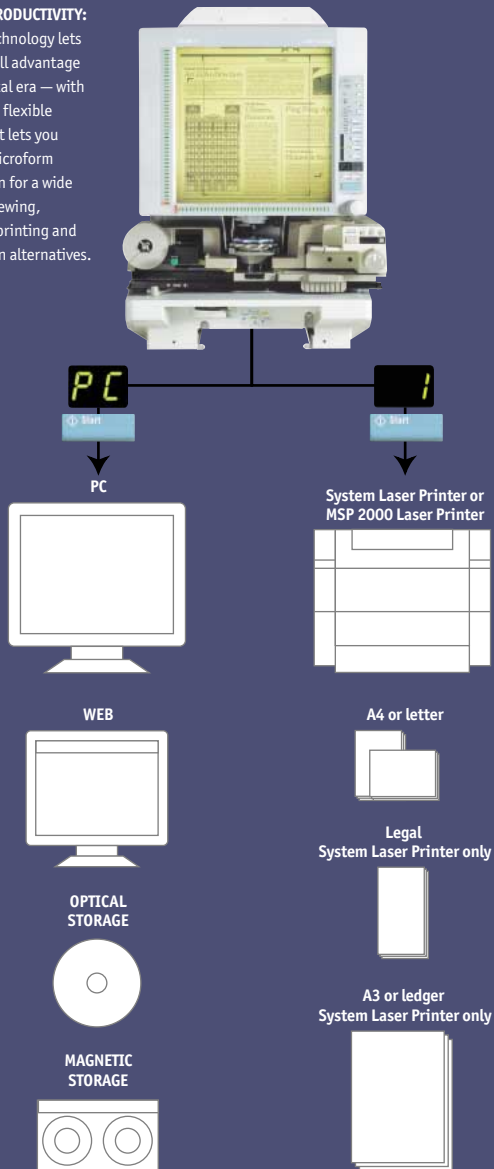 RODUCTIVITY:
chnology lets
ll advantage
al era — with
flexible
t lets you
icroform
n for a wide
ewing,
printing and
n alternatives.
PC
Start
1
Start
PC
System Laser Printer or
MSP 2000 Laser Printer
WEB
A4 or letter
OPTICAL
STORAGE
Legal
System Laser Printer only
MAGNETIC
STORAGE
A3 or ledger
System Laser Printer only